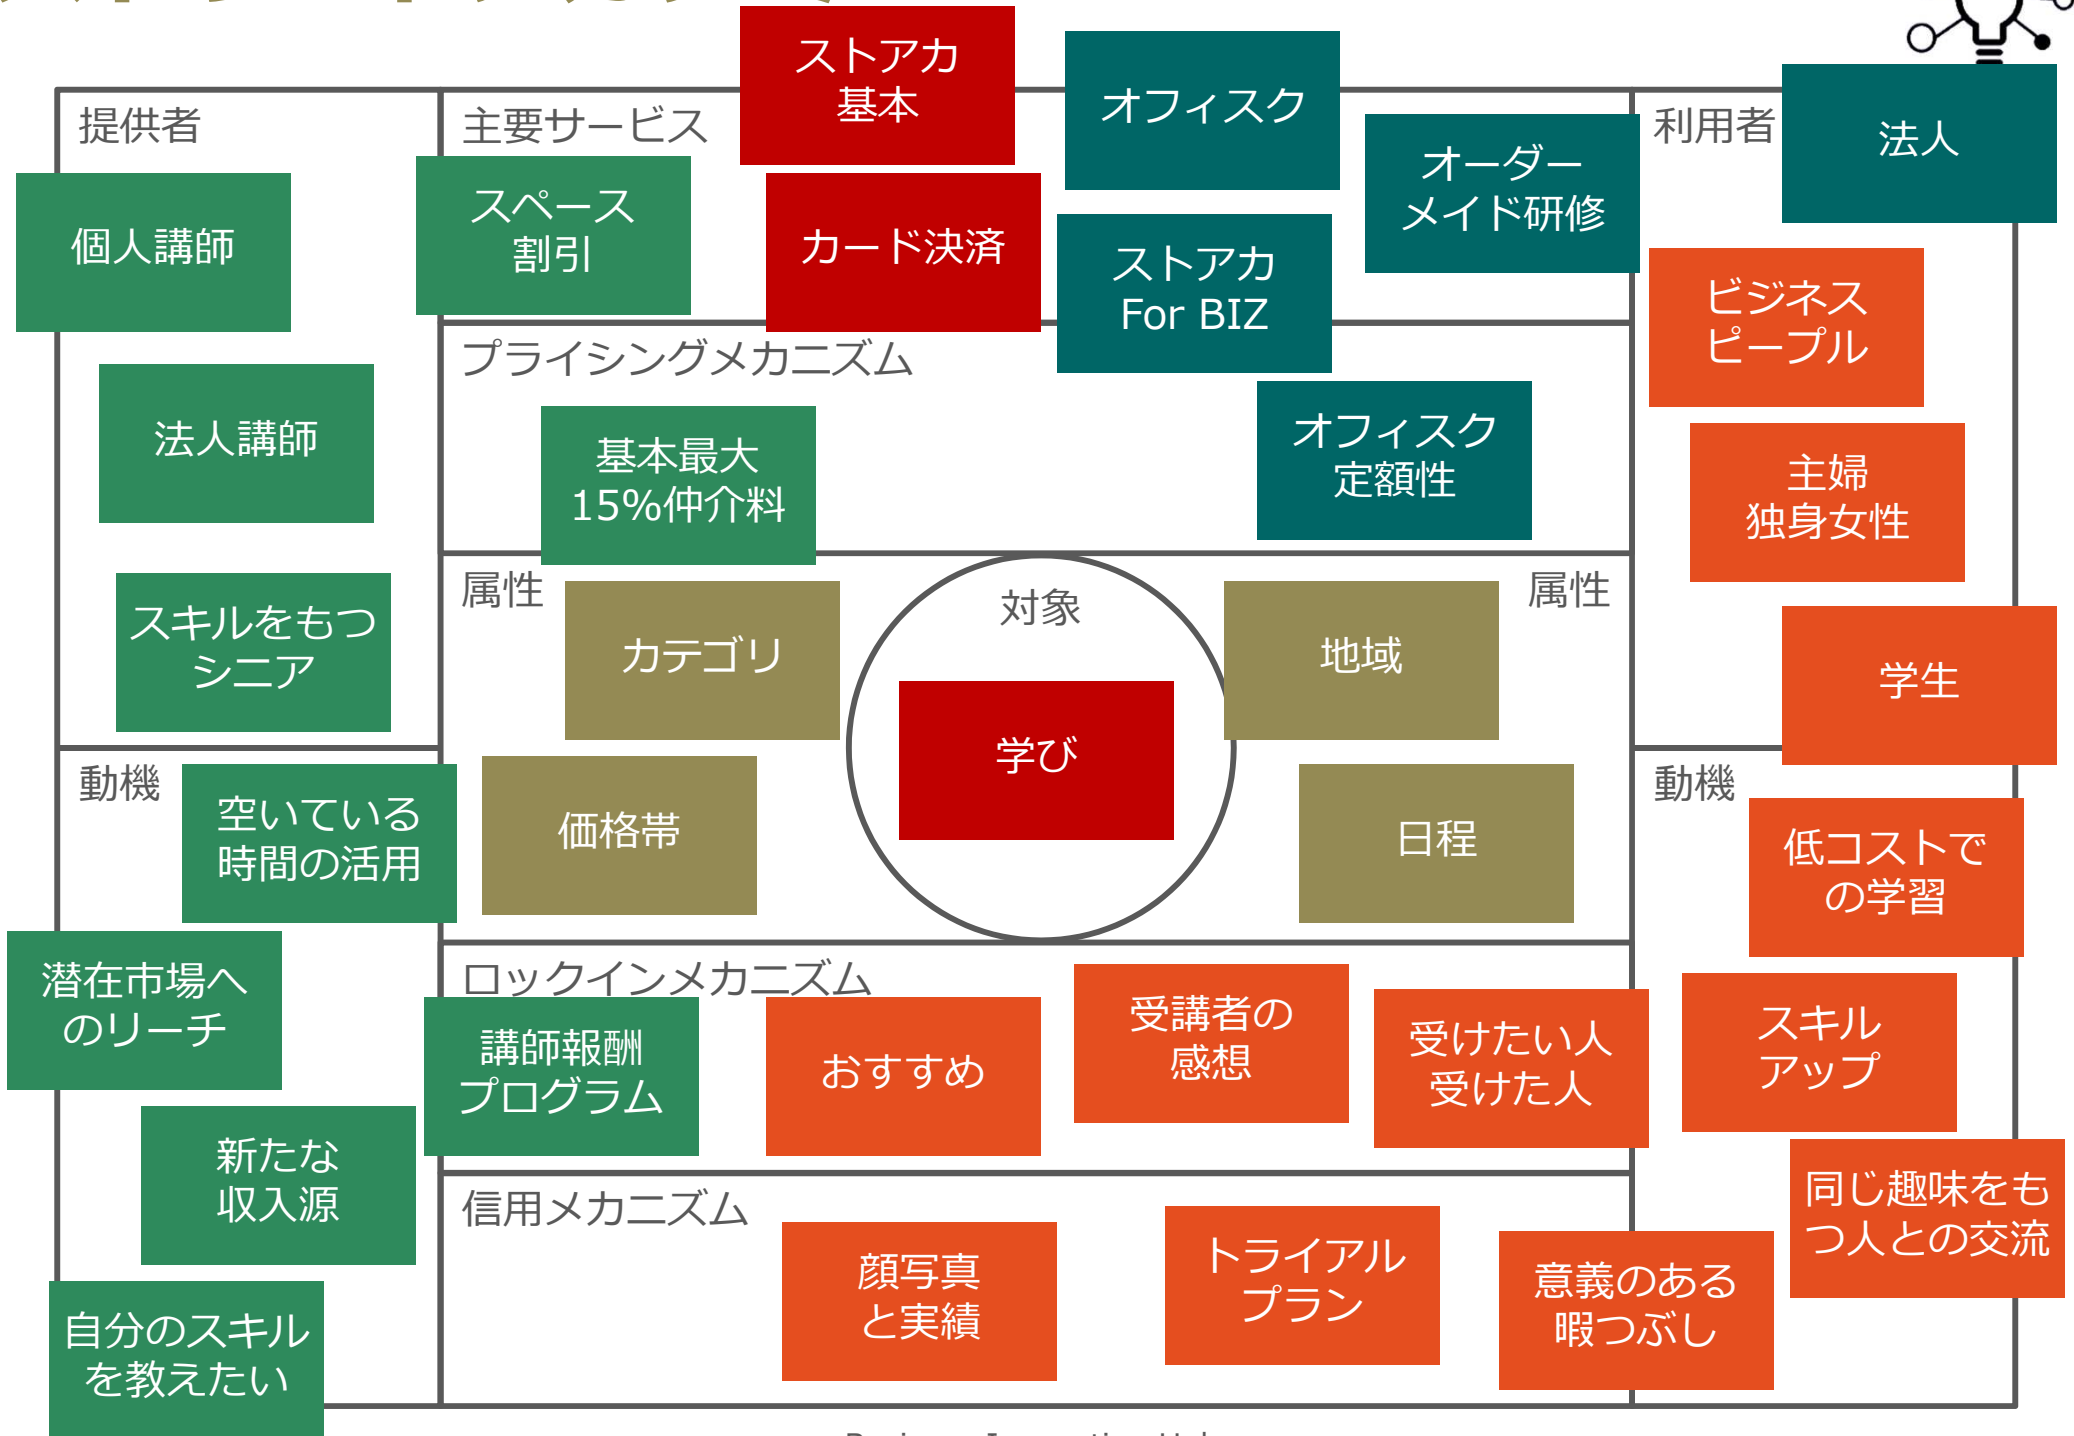 提供者
個人講師
法人講師
スキルをもつ
シニア
主要サービス
スペース
割引
ストアカ
基本
カード決済
オフィスク
ストアカ
For BIZ
オーダー
メイド研修
利用者
法人
ビジネス
ピープル
主婦
独身女性
学生
プライシングメカニズム
基本最大
15%仲介料
オフィスク
定額性
属性
カテゴリ
価格帯
対象
学び
属性
地域
日程
動機
空いている
時間の活用
潜在市場へ
のリーチ
新たな
収入源
自分のスキル
を教えたい
ロックインメカニズム
講師報酬
プログラム
おすすめ
受講者の
感想
受けたい人
受けた人
信用メカニズム
顔写真
と実績
トライアル
プラン
動機
低コストで
の学習
スキル
アップ
同じ趣味をも
つ人との交流
意義のある
暇つぶし